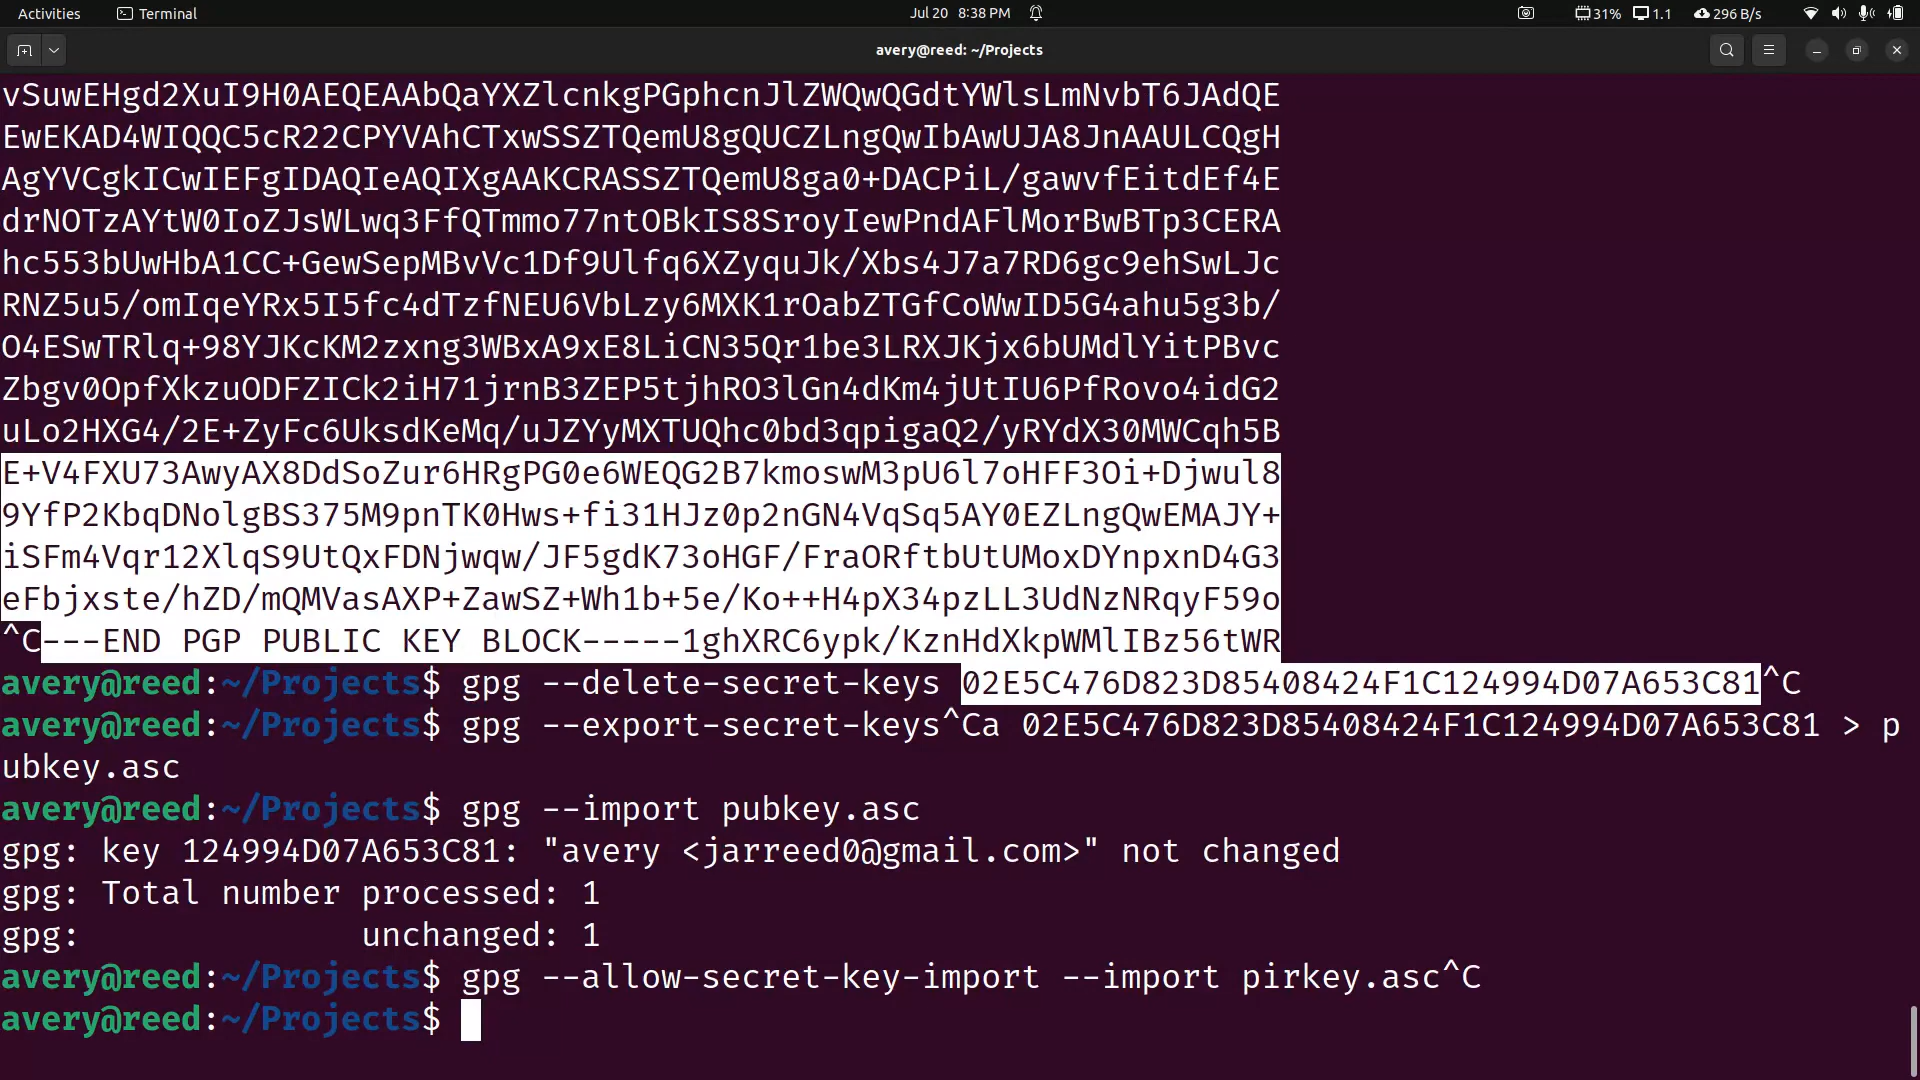 Activities
Terminal
Jul 20 8:38 PM
31%
1.1
296 B/s
avery@reed: ~/Projects
vSuwEHgd2XuI9H0AEQEAAbQaYXZlcnkgPGphcnJlZWQwQGdtYWlsLmNvbT6JAdQE
EwEKAD4WIQQC5cR22CPYVAhCTxwSSZTQemU8gQUCZLngQwIbAwUJA8JnAAULCQgH
AgYVCgkICwIEFgIDAQIeAQIXgAAKCRASSZTQemU8ga0+DACPiL/gawvfEitdEf4E
drNOTzAYtW0IoZJsWLwq3FfQTmmo77ntOBkIS8SroyIewPndAFlMorBwBTp3CERA
hc553bUwHbA1CC+GewSepMBvVc1Df9Ulfq6XZyquJk/Xbs4J7a7RD6gc9ehSwLJc
RNZ5u5/omIqeYRx5I5fc4dTzfNEU6VbLzy6MXK1rOabZTGfCoWwID5G4ahu5g3b/
O4ESwTRlq+98YJKcKM2zxng3WBxA9xE8LiCN35Qr1be3LRXJKjx6bUMdlYitPBvc
Zbgv0OpfXkzuODFZICk2iH71jrnB3ZEP5tjhRO3lGn4dKm4jUtIU6PfRovo4idG2
uLo2HXG4/2E+ZyFc6UksdKeMq/uJZYyMXTUQhc0bd3qpigaQ2/yRYdX30MWCqh5B
E+V4FXU73AwyAX8DdSoZur6HRgPG0e6WEQG2B7kmoswM3pU6l7oHFF3Oi+Djwul8
9YfP2KbqDNolgBS375M9pnTK0Hws+fi31HJz0p2nGN4VqSq5AY0EZLngQwEMAJY+
iSFm4Vqr12XlqS9UtQxFDNjwqw/JF5gdK73oHGF/FraORftbUtUMoxDYnpxnD4G3
eFbjxste/hZD/mQMVasAXP+ZawSZ+Wh1b+5e/Ko++H4pX34pzLL3UdNzNRqyF59o
^C---END PGP PUBLIC KEY BLOCK-----1ghXRC6ypk/KznHdXkpWMlIBz56tWR
avery@reed:~/Projects$ gpg --delete-secret-keys 02E5C476D823D85408424F1C124994D07A653C81^C
avery@reed:~/Projects$ gpg --export-secret-keys^Ca 02E5C476D823D85408424F1C124994D07A653C81 > p
ubkey.asc
avery@reed:~/Projects$ gpg --import pubkey.asc
gpg: key 124994D07A653C81: "avery <jarreed0@gmail.com>" not changed
gpg: Total number processed: 1
gpg:              unchanged: 1
avery@reed:~/Projects$ gpg --allow-secret-key-import --import pirkey.asc^C
avery@reed:~/Projects$